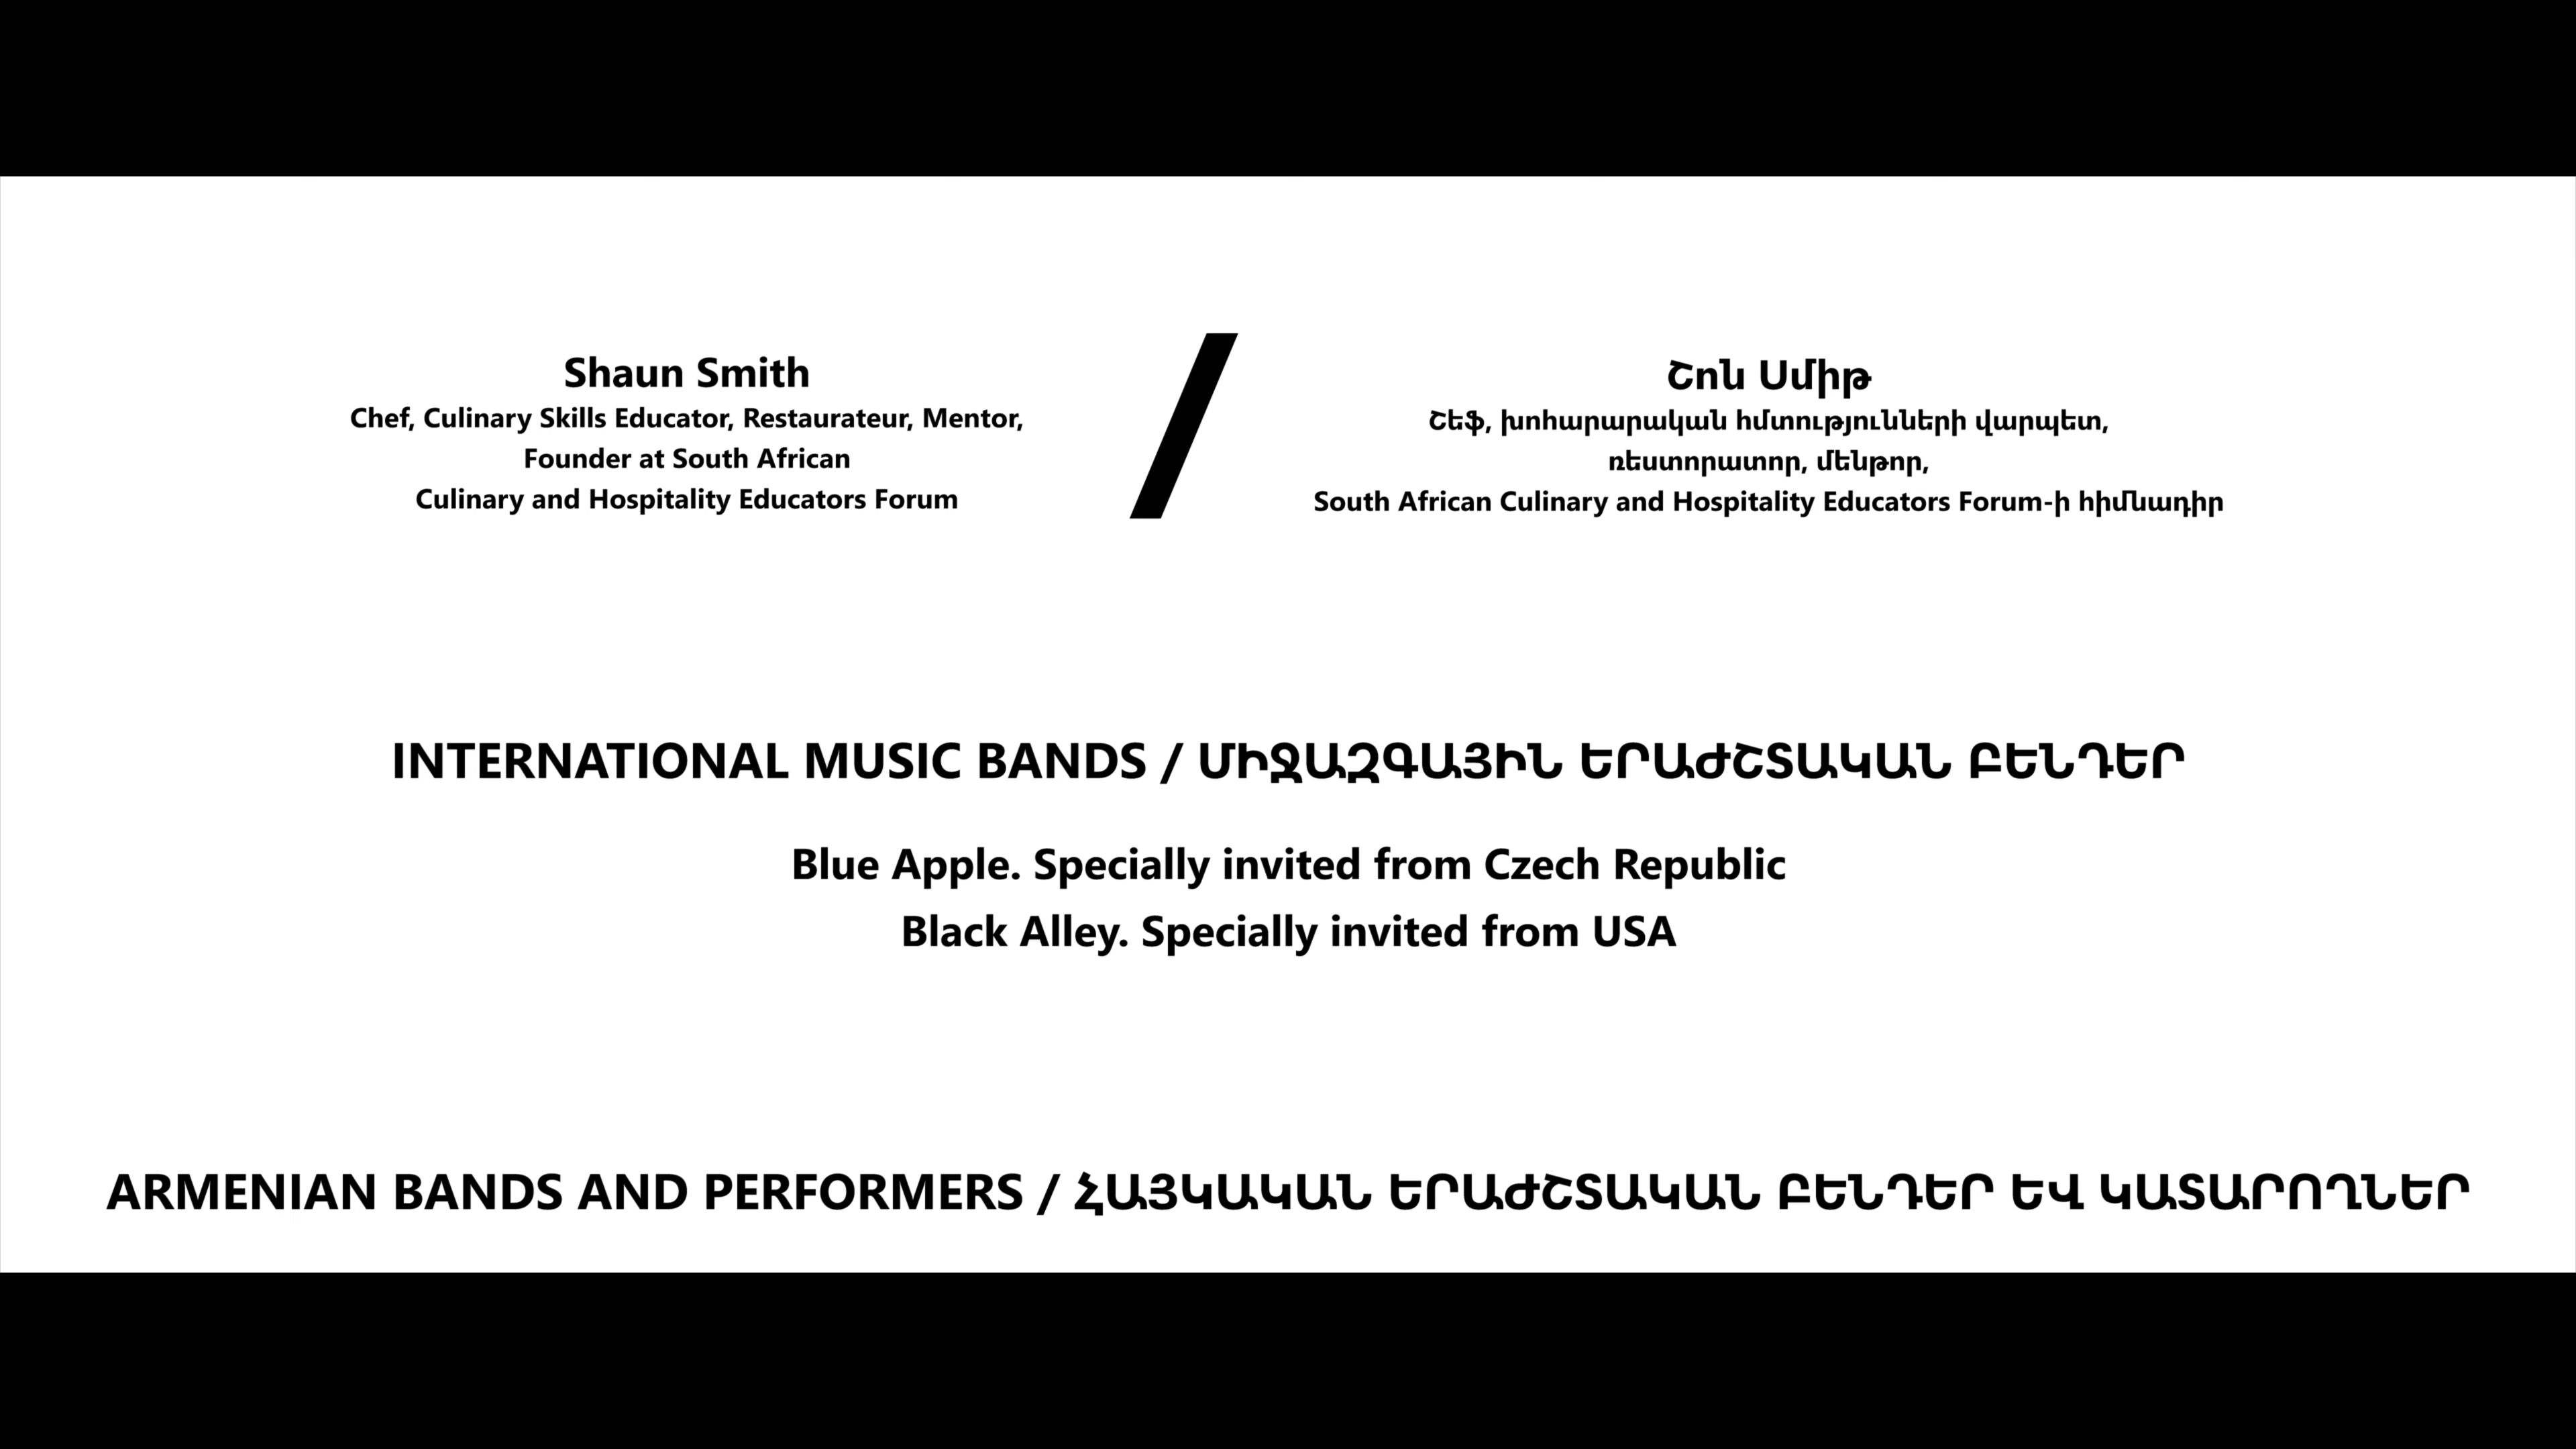 Shaun Smith
Chef, Culinary Skills Educator, Restaurateur, Mentor,
Founder at South African
Culinary and Hospitality Educators Forum
/
Շոն Սմիթ
Շեֆ, խոհարարական հմտությունների վարպետ,
ռեստորատոր, մենթոր,
South African Culinary and Hospitality Educators Forum-ի հիմնադիր
INTERNATIONAL MUSIC BANDS / ՄԻՋԱԶԳԱՅԻՆ ԵՐԱԺՇՏԱԿԱՆ ԲԵՆԴԵՐ
Blue Apple. Specially invited from Czech Republic
Black Alley. Specially invited from USA
ARMENIAN BANDS AND PERFORMERS / ՀԱՅԿԱԿԱՆ ԵՐԱԺՇՏԱԿԱՆ ԲԵՆԴԵՐ ԵՎ ԿԱՏԱՐՈՂՆԵՐ